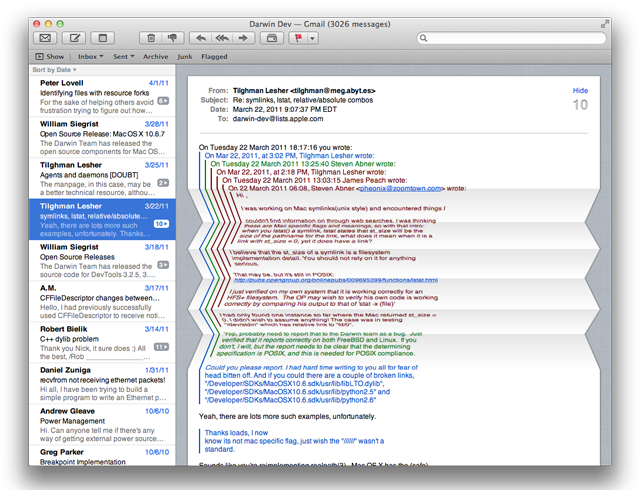 Darwin Dev — Gmail (3026 messages)
Show Inbox Sent Archive Junk Flagged
Sort by Date
Peter Lovell 4/1/11
Identifying files with resource forks
For the sake of helping others avoid
frustration trying to figure out how… 6
William Siegrist 3/28/11
Open Source Release: Mac OS X 10.6.7
The Darwin Team has released the
open source components for Mac OS…
Tilghman Lesher 3/25/11
Agents and daemons [DOUBT]
The manpage, in this case, may be
a better technical resource, althou… 2
Tilghman Lesher 3/22/11
symlinks, lstat, relative/absolute…
Yeah, there are lots more such
examples, unfortunately. Thanks… 10
William Siegrist 3/18/11
Open Source Releases
The Darwin Team has released the
source code for DevTools 3.2.5, 3… 3
A.M. 3/17/11
CFFileDescriptor changes between…
Hello, I had previously successfully
used CFFileDescriptor to receive noti…
Robert Bielik 3/14/11
C++ dylib problem
Thank you Nick, it sure does :) All
the best, /Rob 11
Daniel Zuniga 1/31/11
recvfrom not receiving ethernet packets!
Hi all, I have been trying to build a
simple program to write an Ethernet p…
Andrew Gleave 10/6/10
Power Management
Hi. Can anyone tell me if there's any
way of getting external power source…
Greg Parker 10/6/10
Breakpoint Implementation
From: Tilghman Lesher <tilghman@meg.abyt.es> Hide
Subject: Re: symlinks, lstat, relative/absolute combos 10
Date: March 22, 2011 9:07:37 PM EDT
To: darwin-dev@lists.apple.com
On Tuesday 22 March 2011 18:17:16 you wrote:
On Mar 22, 2011, at 3:02 PM, Tilghman Lesher wrote:
On Tuesday 22 March 2011 13:25:40 Steven Abner wrote:
On Mar 22, 2011, at 2:18 PM, Tilghman Lesher wrote:
On Tuesday 22 March 2011 13:03:15 James Peach wrote:
On 22 March 2011 06:08, Steven Abner <pheonix@zoomtown.com> wrote:
Hi ,
I was working on Mac symlinks(unix style) and encountered things I
couldn't find information on through web searches. I was thinking
these are Mac specific flags and meanings, so with that intro:
when you lstat() a symlink, lstat states that st_size will be the
size of the pathname for the link, what does it mean when it is a
link with st_size = 0, yet it does have a link?
I believe that the st_size of a symlink is a filesystem
implementation detail. You should not rely on it for anything
serious.
That may be, but it's still in POSIX:
http://pubs.opengroup.org/onlinepubs/009695399/functions/lstat.html
I just verified on my own system that it is working correctly for an
HFS+ filesystem. The OP may wish to verify his own code is working
correctly by comparing his output to that of 'stat -x {file}'
I had only found one instance so far where the Mac returned st_size =
0. I didn't wish to assume anything! The case was in testing
"/dev/stdin" which has relative link to "fd/0".
Yep, probably need to report that to the Darwin team as a bug. Just
verified that it reports correctly on both FreeBSD and Linux. If you
don't, I will, but the report needs to be clear that the determining
specification is POSIX, and this is needed for POSIX compliance.
Could you please report it. I had hard time writing to you all for fear of
head bitten off. And if you could there are a couple of broken links,
"/Developer/SDKs/MacOSX10.6.sdk/usr/lib/libLTO.dylib",
"/Developer/SDKs/MacOSX10.6.sdk/usr/lib/python2.5" and
"/Developer/SDKs/MacOSX10.6.sdk/usr/lib/python2.6"
Yeah, there are lots more such examples, unfortunately.
Thanks loads, I now
know its not mac specific flag, just wish the "//////" wasn't a
standard.